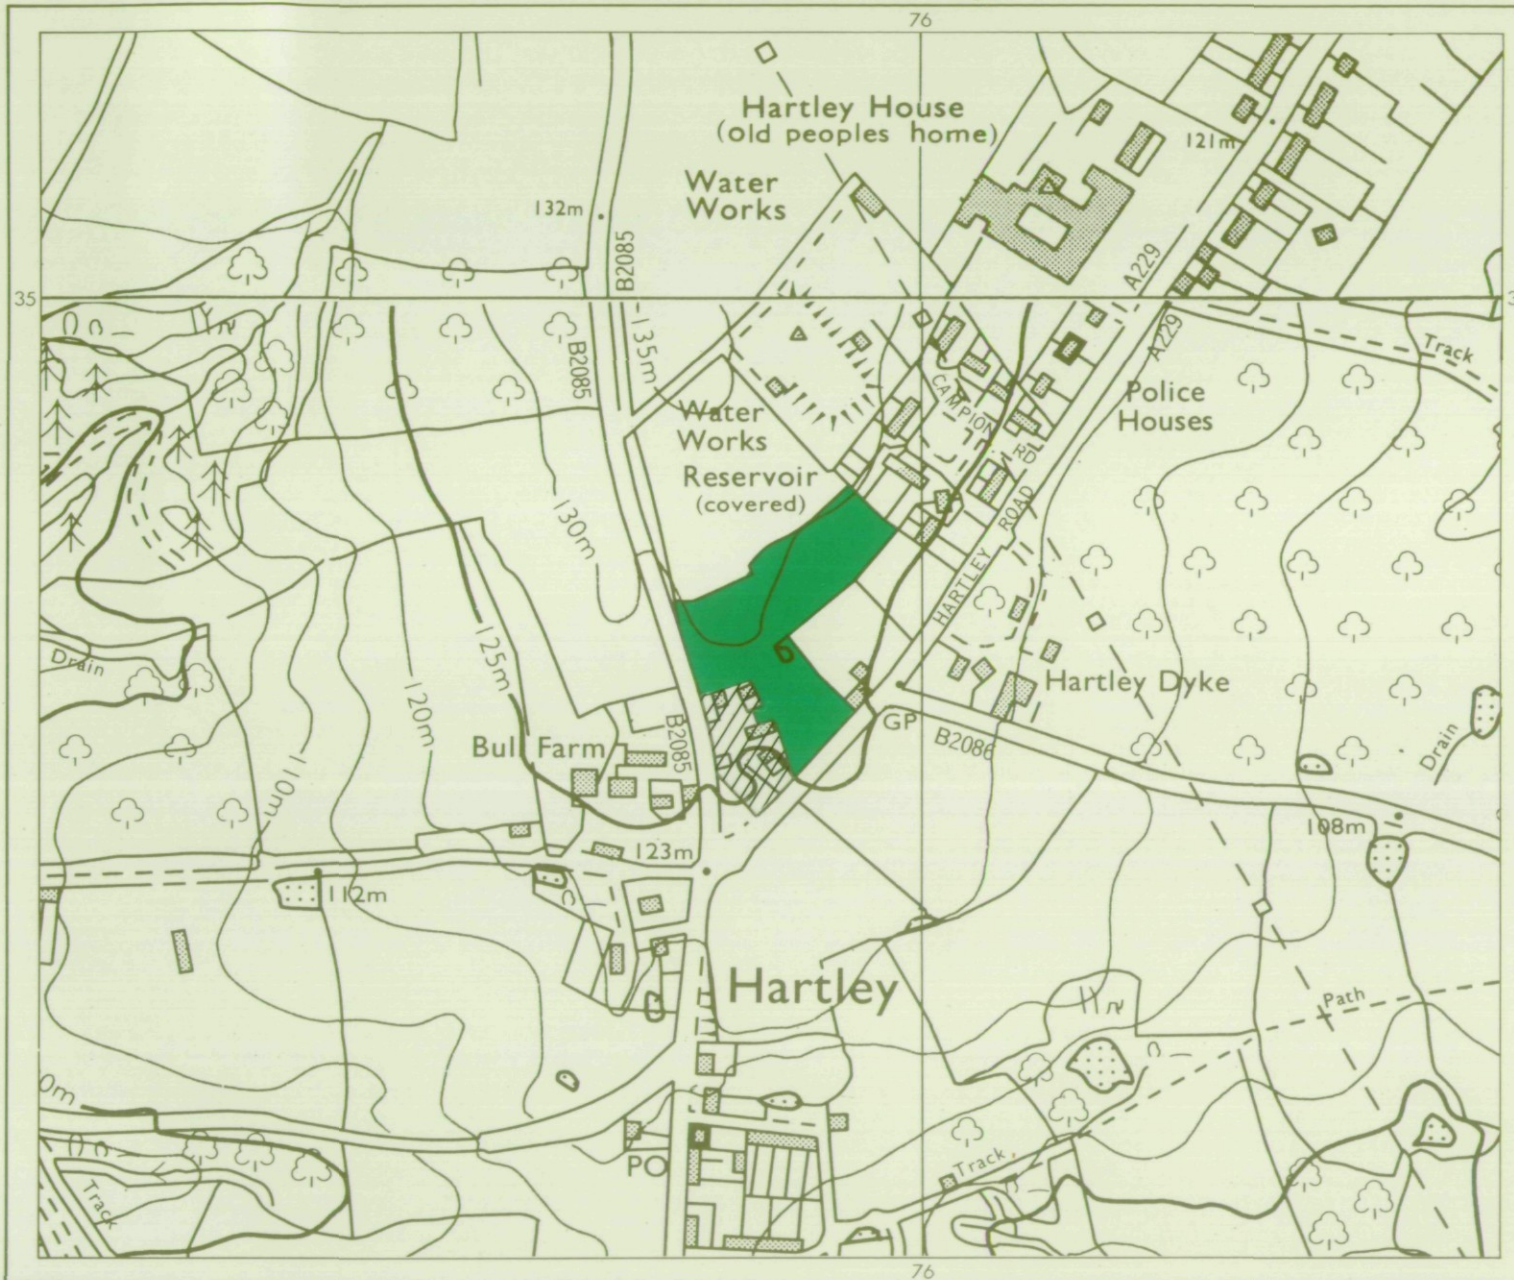 76
Hartley House
(old peoples home)
121m
Water
Works
132m
B2085
A229
35
135m
B2085
A229
Track
CAMPION
RD
Police
Houses
Water
Works
Reservoir
(covered)
130m
HARTLEY ROAD
125m
Drain
120m
Hartley Dyke
GP
B2086
Bull Farm
B2085
Drain
110m
108m
123m
112m
Hartley
Path
0m
PO
Track
Track
76